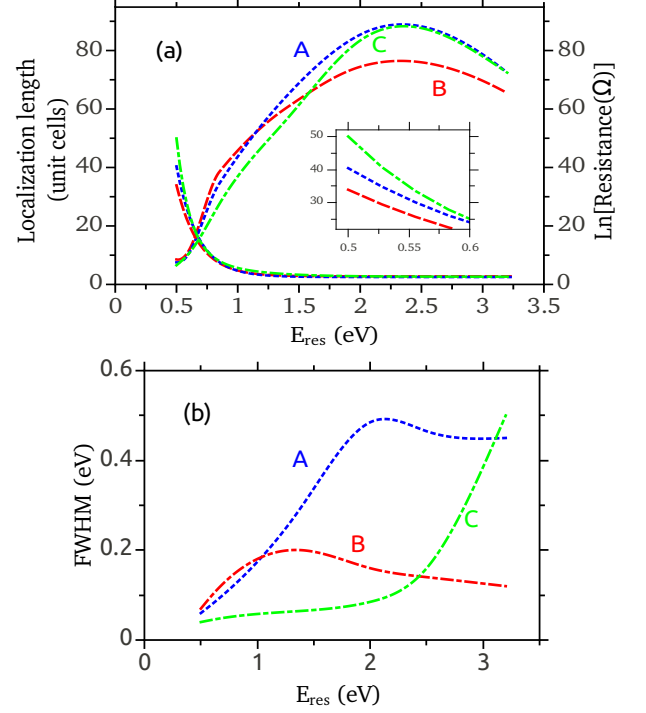 (a)
A
C
B
Localization length
(unit cells)
Ln[Resistance(Ω)]
80
60
40
20
0
80
60
40
20
0
50
40
30
0.5
0.55
0.6
0
0.5
1
1.5
2
2.5
3
3.5
E_res (eV)
(b)
A
B
C
FWHM (eV)
0.6
0.4
0.2
0
0
1
2
3
E_res (eV)